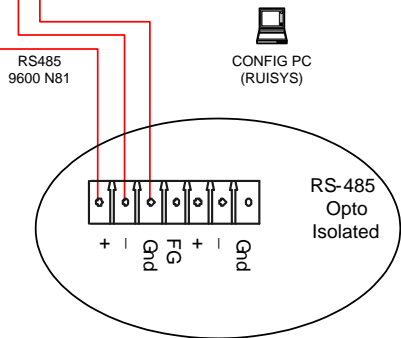 RS485
9600 N81
CONFIG PC
(RUISYS)
RS-485
Opto
Isolated
+ – Gnd FG + – Gnd